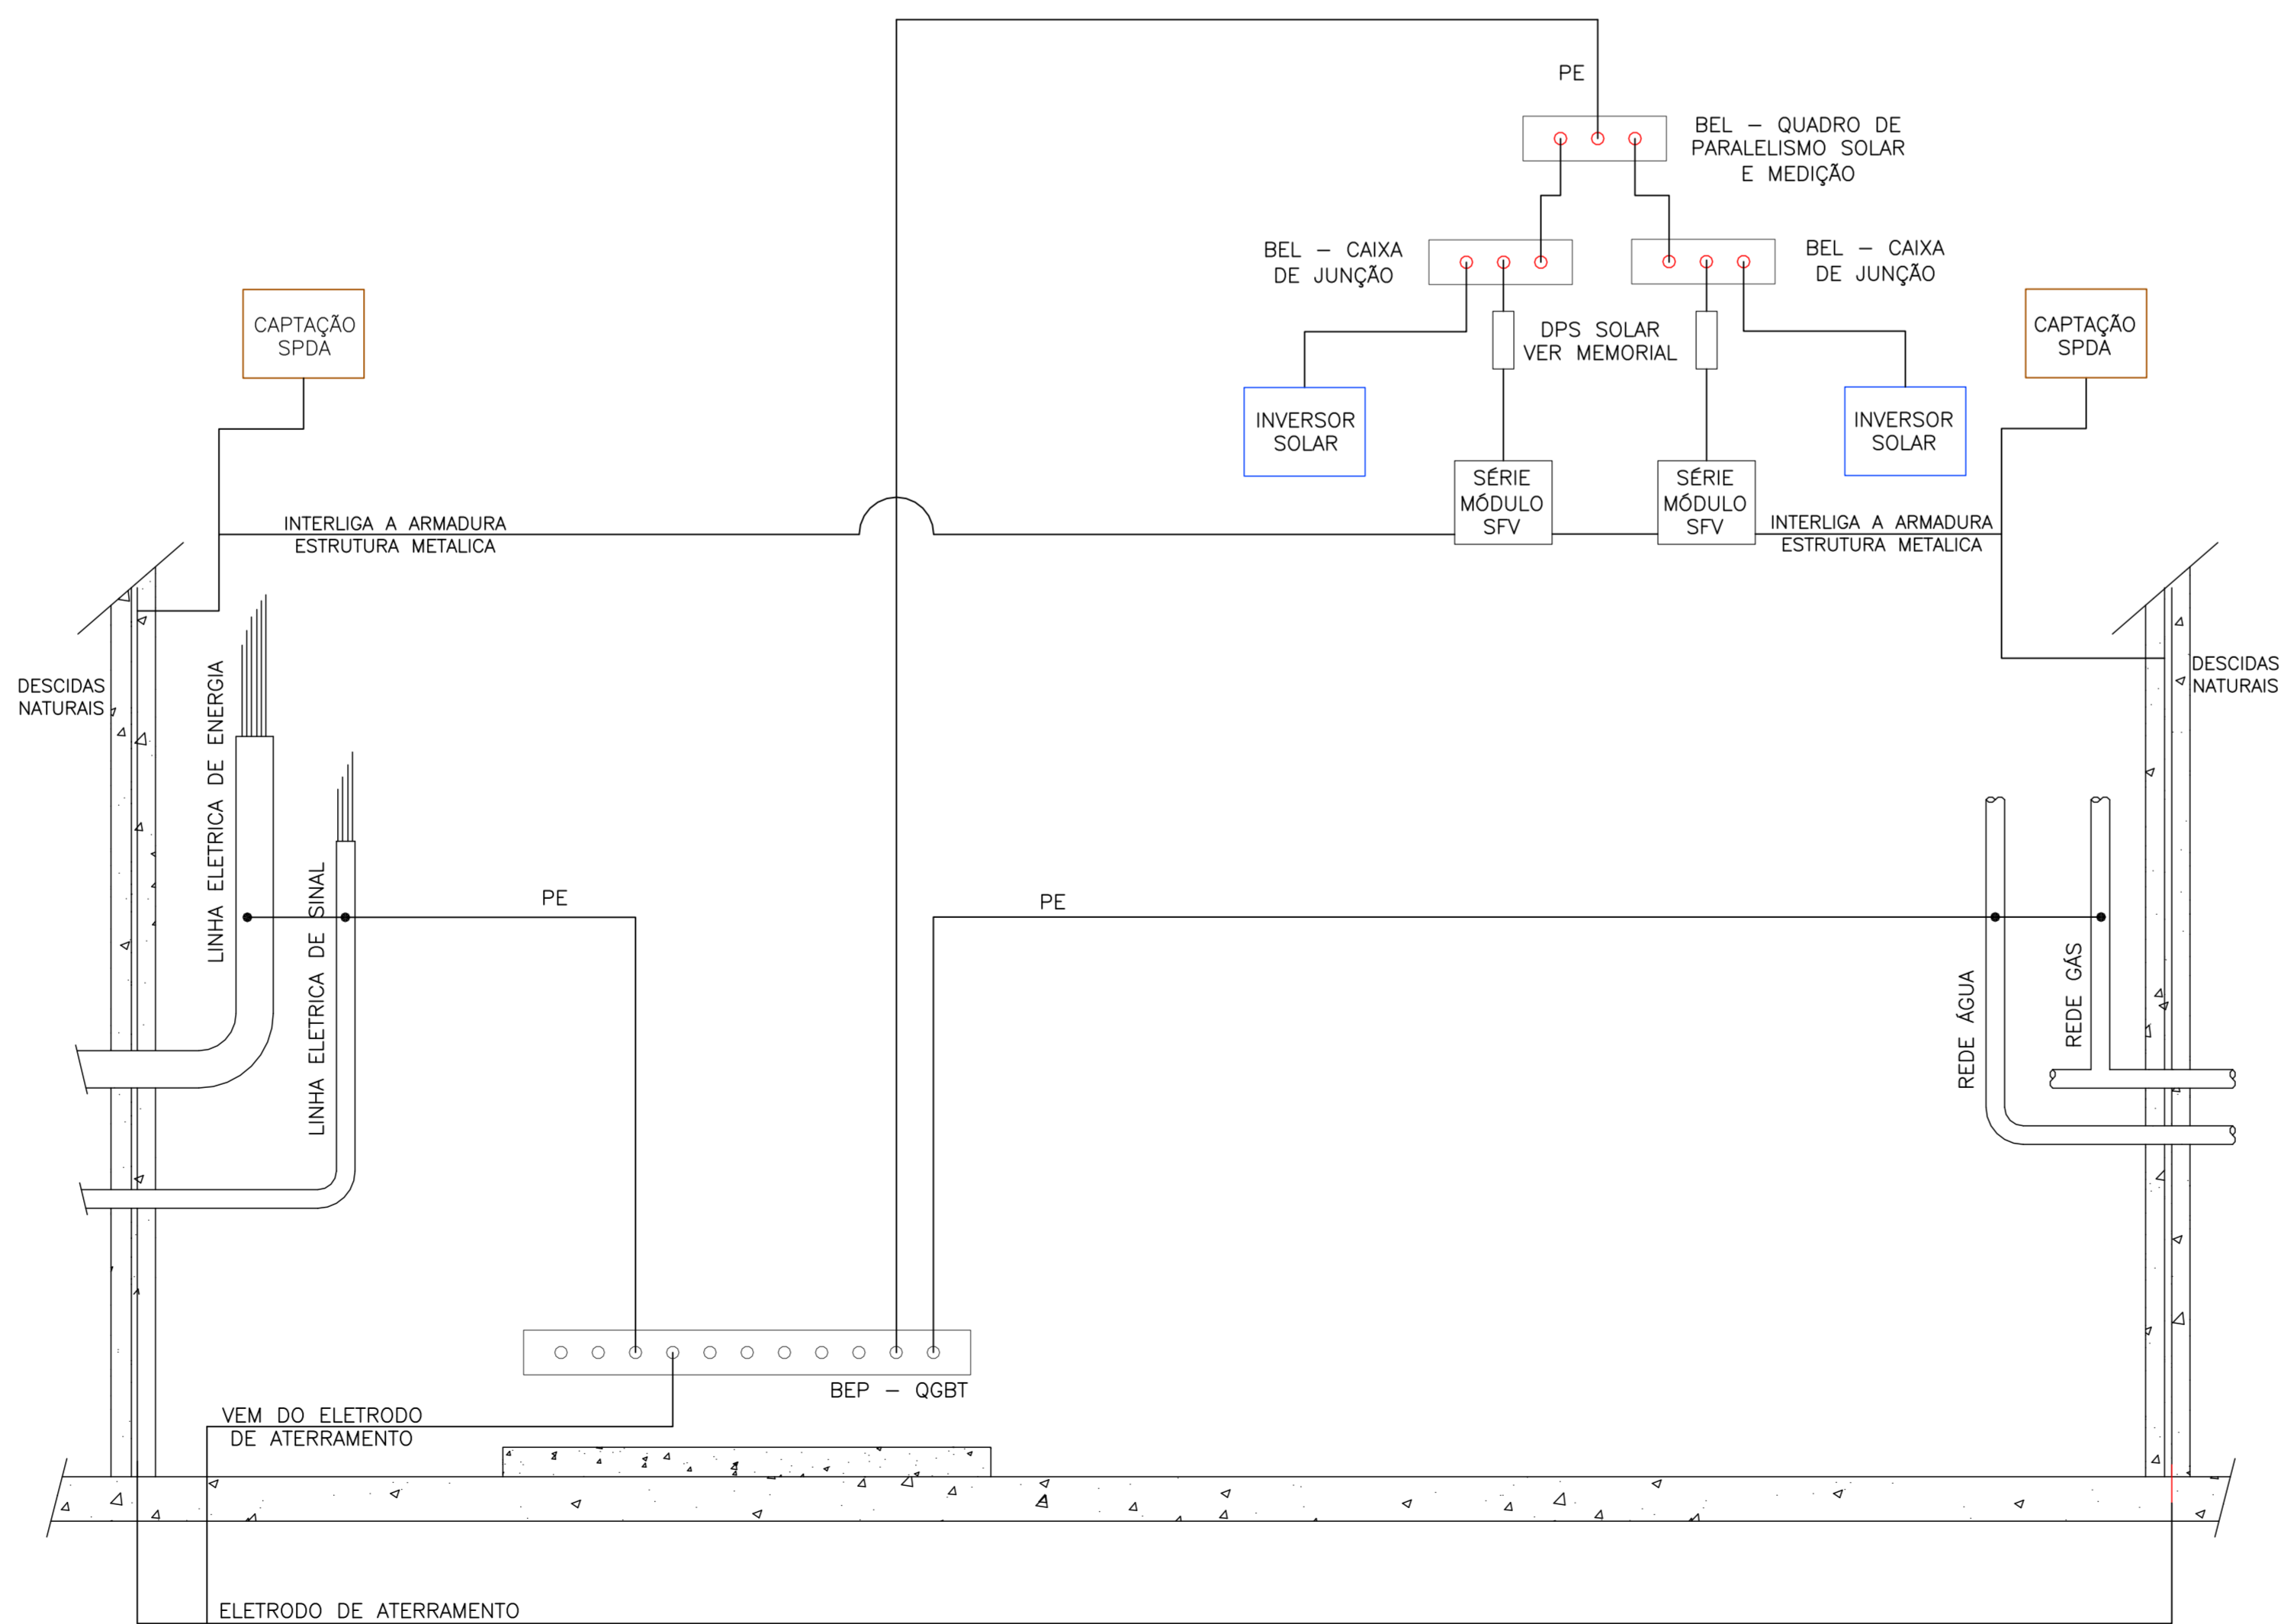 PE
BEL – QUADRO DE
PARALELISMO SOLAR
E MEDIÇÃO
BEL – CAIXA
DE JUNÇÃO
BEL – CAIXA
DE JUNÇÃO
CAPTAÇÃO
SPDA
DPS SOLAR
VER MEMORIAL
CAPTAÇÃO
SPDA
INVERSOR
SOLAR
INVERSOR
SOLAR
SÉRIE
MÓDULO
SFV
SÉRIE
MÓDULO
SFV
INTERLIGA A ARMADURA
ESTRUTURA METALICA
INTERLIGA A ARMADURA
ESTRUTURA METALICA
DESCIDAS
NATURAIS
LINHA ELETRICA DE ENERGIA
LINHA ELETRICA DE SINAL
DESCIDAS
NATURAIS
PE
PE
REDE ÁGUA
REDE GÁS
BEP – QGBT
VEM DO ELETRODO
DE ATERRAMENTO
ELETRODO DE ATERRAMENTO